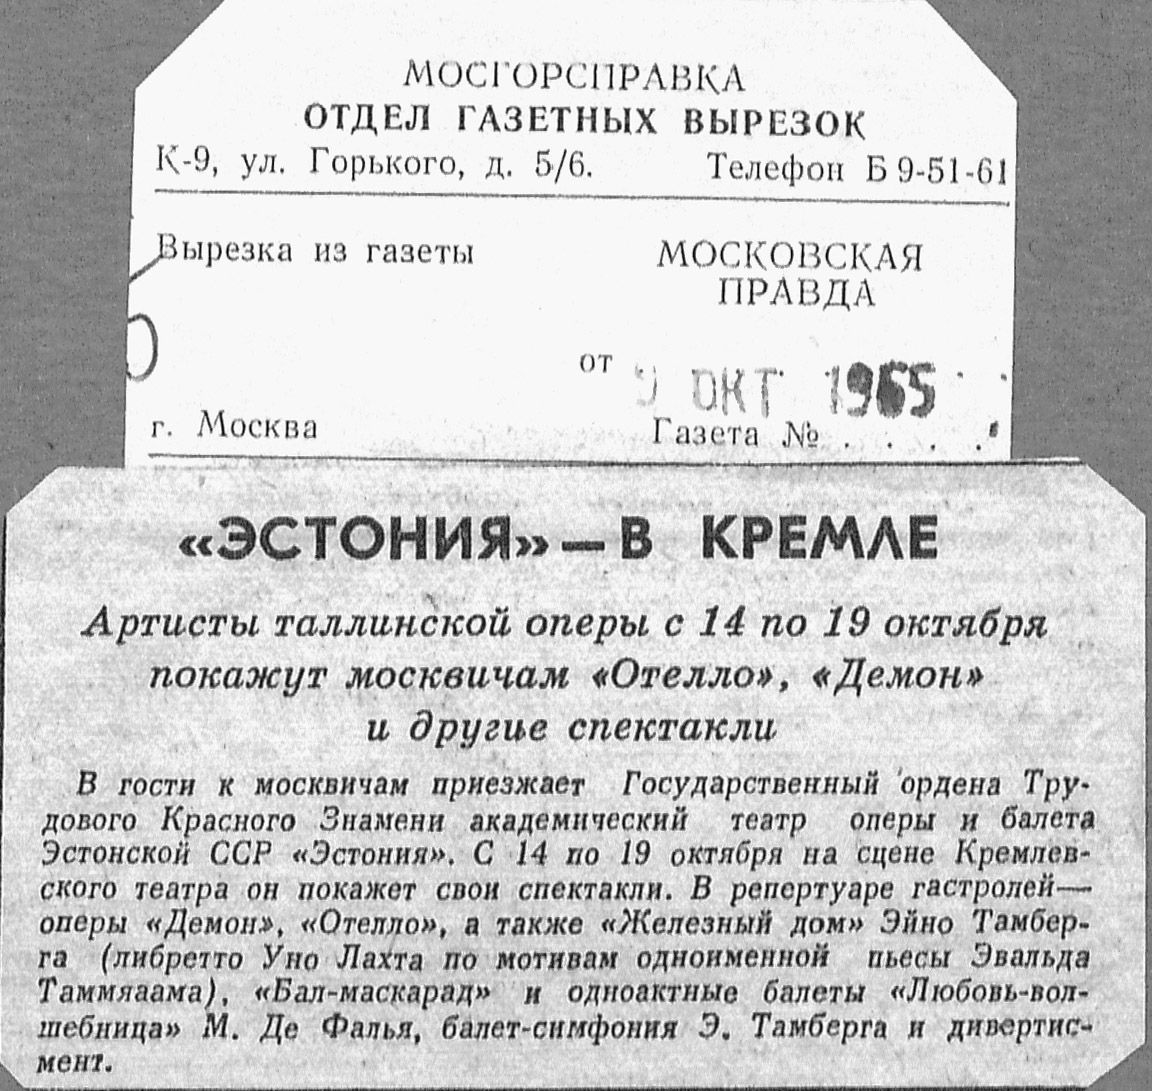 МОСГОРСПРАВКА
ОТДЕЛ ГАЗЕТНЫХ ВЫРЕЗОК
К-9, ул. Горького, д. 5/6. Телефон Б 9-51-61
Вырезка из газеты МОСКОВСКАЯ
ПРАВДА
от 9 ОКТ 1965
г. Москва Газета № . . . .
«ЭСТОНИЯ» — В КРЕМЛЕ
Артисты таллинской оперы с 14 по 19 октября
покажут москвичам «Отелло», «Демон»
и другие спектакли
В гости к москвичам приезжает Государственный ордена Тру-
дового Красного Знамени академический театр оперы и балета
Эстонской ССР «Эстония». С 14 по 19 октября на сцене Кремлев-
ского театра он покажет свои спектакли. В репертуаре гастролей—
оперы «Демон», «Отелло», а также «Железный дом» Эйно Тамбер-
га (либретто Уно Лахта по мотивам одноименной пьесы Эвальда
Таммяаама), «Бал-маскарад» и одноактные балеты «Любовь-вол-
шебница» М. Де Фалья, балет-симфония Э. Тамберга и дивертис-
мент.